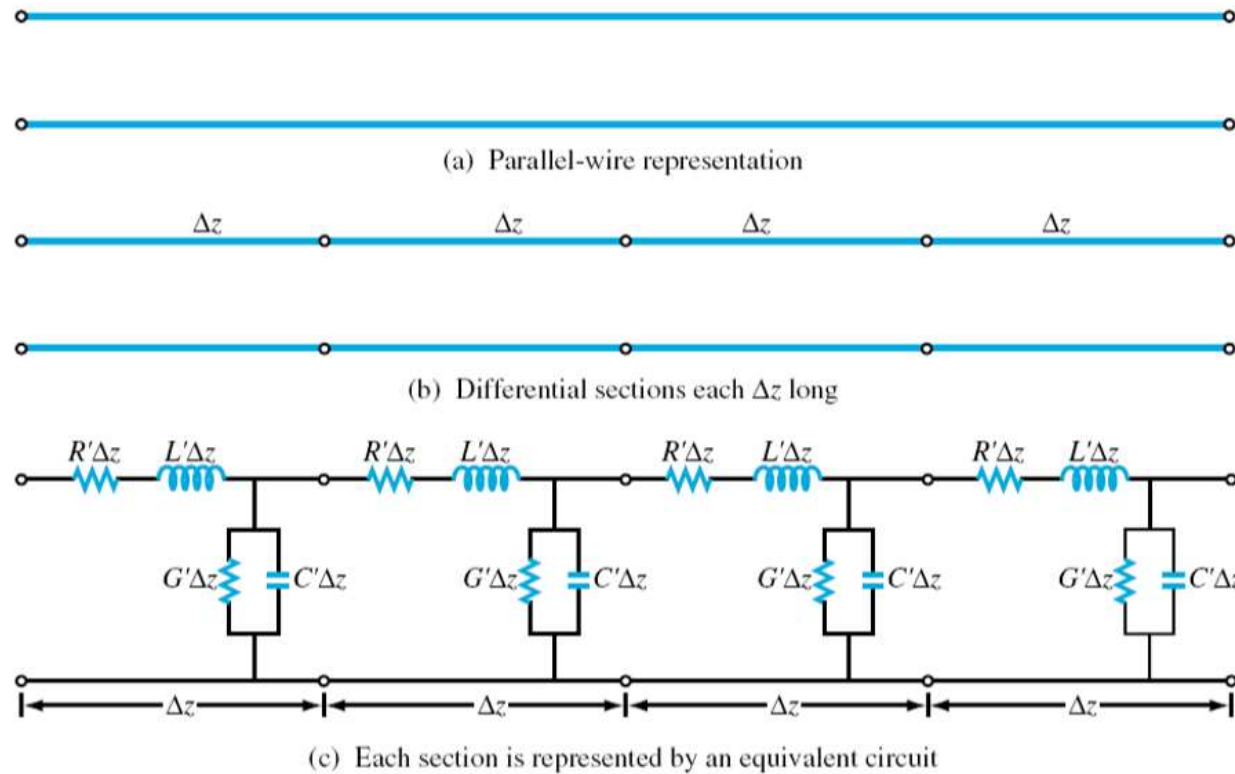 (a) Parallel-wire representation
Δz Δz Δz Δz
(b) Differential sections each Δz long
R'Δz L'Δz R'Δz L'Δz R'Δz L'Δz R'Δz L'Δz
G'Δz C'Δz G'Δz C'Δz G'Δz C'Δz G'Δz C'Δz
Δz Δz Δz Δz
(c) Each section is represented by an equivalent circuit